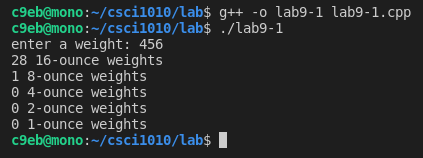 c9eb@mono:~/csci1010/lab$ g++ -o lab9-1 lab9-1.cpp
c9eb@mono:~/csci1010/lab$ ./lab9-1
enter a weight: 456
28 16-ounce weights
1 8-ounce weights
0 4-ounce weights
0 2-ounce weights
0 1-ounce weights
c9eb@mono:~/csci1010/lab$